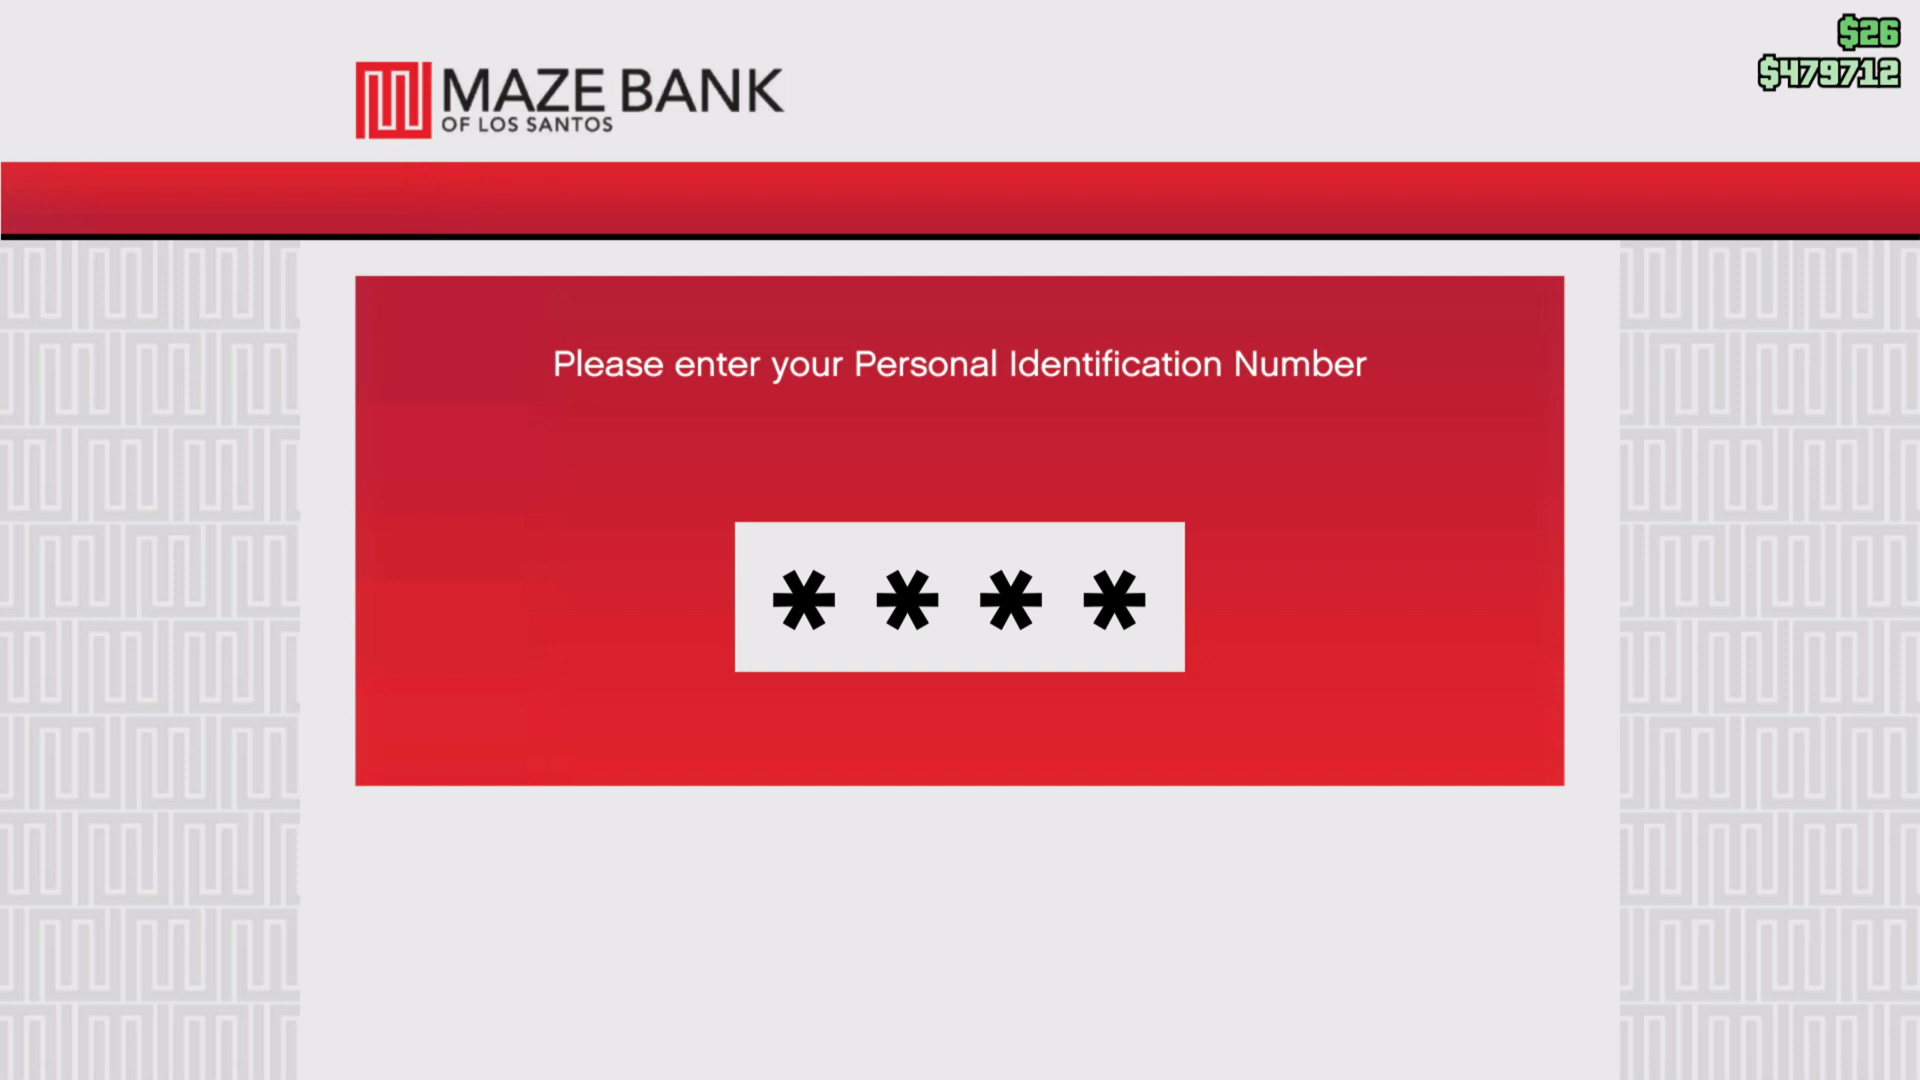 $26
$479712
MAZE BANK
OF LOS SANTOS
Please enter your Personal Identification Number
* * * *